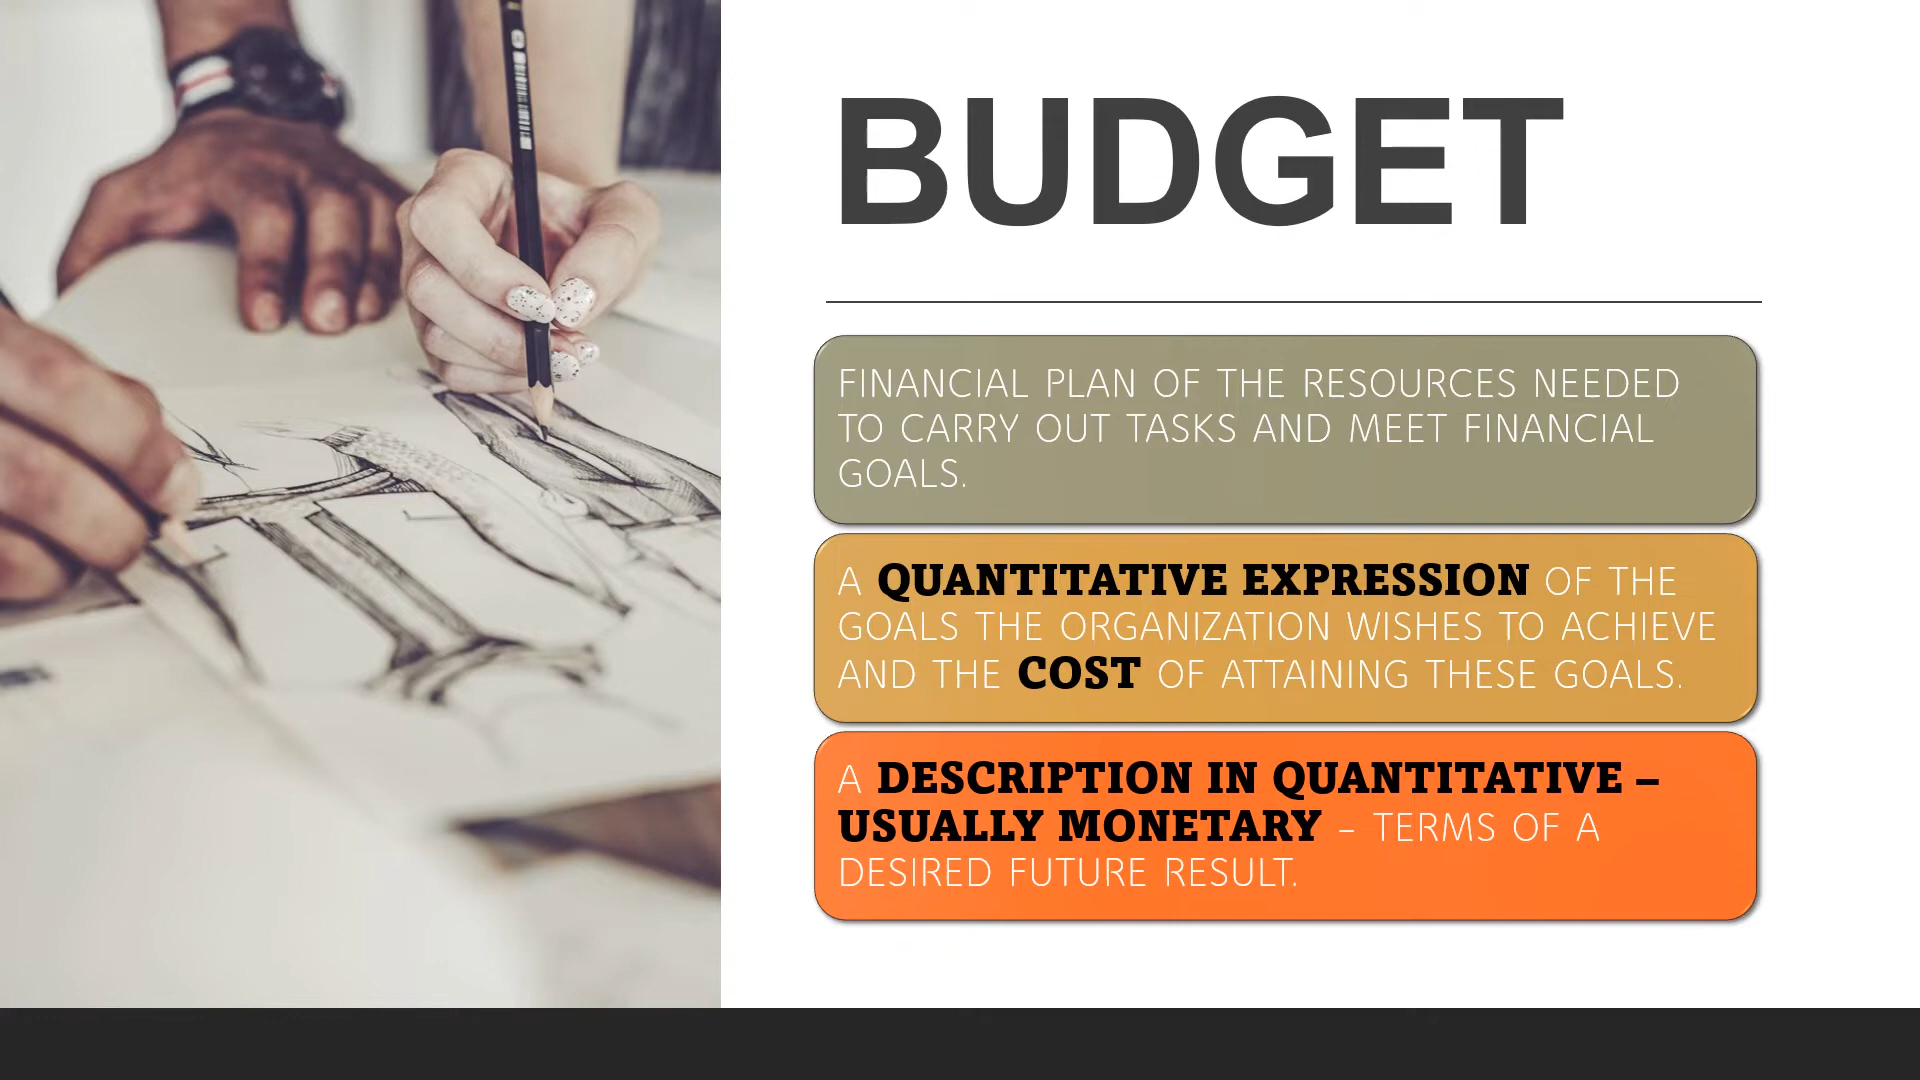 BUDGET
FINANCIAL PLAN OF THE RESOURCES NEEDED
TO CARRY OUT TASKS AND MEET FINANCIAL
GOALS.
A QUANTITATIVE EXPRESSION OF THE
GOALS THE ORGANIZATION WISHES TO ACHIEVE
AND THE COST OF ATTAINING THESE GOALS.
A DESCRIPTION IN QUANTITATIVE –
USUALLY MONETARY – TERMS OF A
DESIRED FUTURE RESULT.